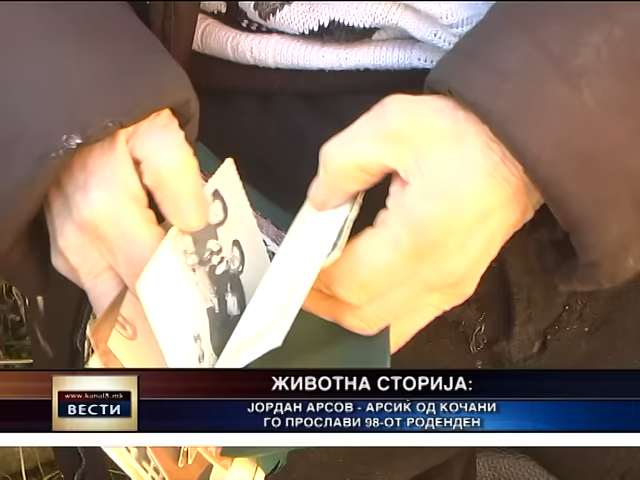 ЖИВОТНА СТОРИЈА:
www.kanal8.mk
ВЕСТИ
ЈОРДАН АРСОВ - АРСИЌ ОД КОЧАНИ
ГО ПРОСЛАВИ 98-ОТ РОДЕНДЕН